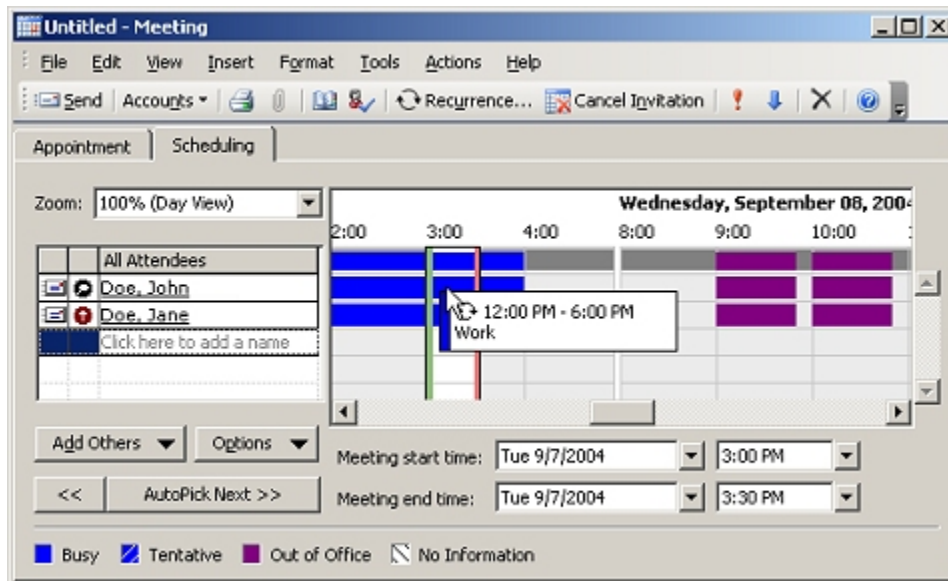 Untitled - Meeting
File Edit View Insert Format Tools Actions Help
Send Accounts Recurrence... Cancel Invitation
Appointment Scheduling
Zoom: 100% (Day View)
Wednesday, September 08, 2004
2:00 3:00 4:00 8:00 9:00 10:00
All Attendees
Doe, John
Doe, Jane
12:00 PM - 6:00 PM
Work
Click here to add a name
Add Others Options
Meeting start time: Tue 9/7/2004 3:00 PM
<< AutoPick Next >>
Meeting end time: Tue 9/7/2004 3:30 PM
Busy Tentative Out of Office No Information